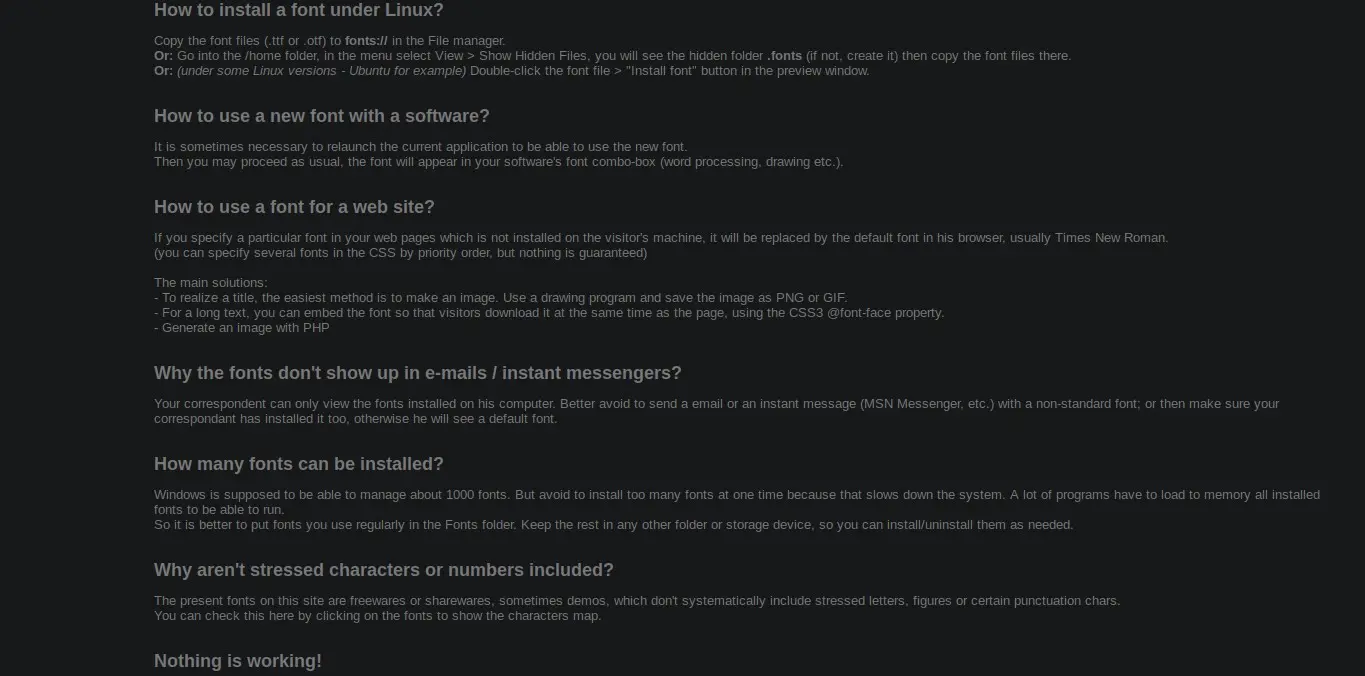 How to install a font under Linux?
Copy the font files (.ttf or .otf) to fonts:// in the File manager.
Or: Go into the /home folder, in the menu select View > Show Hidden Files, you will see the hidden folder .fonts (if not, create it) then copy the font files there.
Or: (under some Linux versions - Ubuntu for example) Double-click the font file > "Install font" button in the preview window.
How to use a new font with a software?
It is sometimes necessary to relaunch the current application to be able to use the new font.
Then you may proceed as usual, the font will appear in your software's font combo-box (word processing, drawing etc.).
How to use a font for a web site?
If you specify a particular font in your web pages which is not installed on the visitor's machine, it will be replaced by the default font in his browser, usually Times New Roman.
(you can specify several fonts in the CSS by priority order, but nothing is guaranteed)
The main solutions:
- To realize a title, the easiest method is to make an image. Use a drawing program and save the image as PNG or GIF.
- For a long text, you can embed the font so that visitors download it at the same time as the page, using the CSS3 @font-face property.
- Generate an image with PHP
Why the fonts don't show up in e-mails / instant messengers?
Your correspondent can only view the fonts installed on his computer. Better avoid to send a email or an instant message (MSN Messenger, etc.) with a non-standard font; or then make sure your
correspondant has installed it too, otherwise he will see a default font.
How many fonts can be installed?
Windows is supposed to be able to manage about 1000 fonts. But avoid to install too many fonts at one time because that slows down the system. A lot of programs have to load to memory all installed
fonts to be able to run.
So it is better to put fonts you use regularly in the Fonts folder. Keep the rest in any other folder or storage device, so you can install/uninstall them as needed.
Why aren't stressed characters or numbers included?
The present fonts on this site are freewares or sharewares, sometimes demos, which don't systematically include stressed letters, figures or certain punctuation chars.
You can check this here by clicking on the fonts to show the characters map.
Nothing is working!